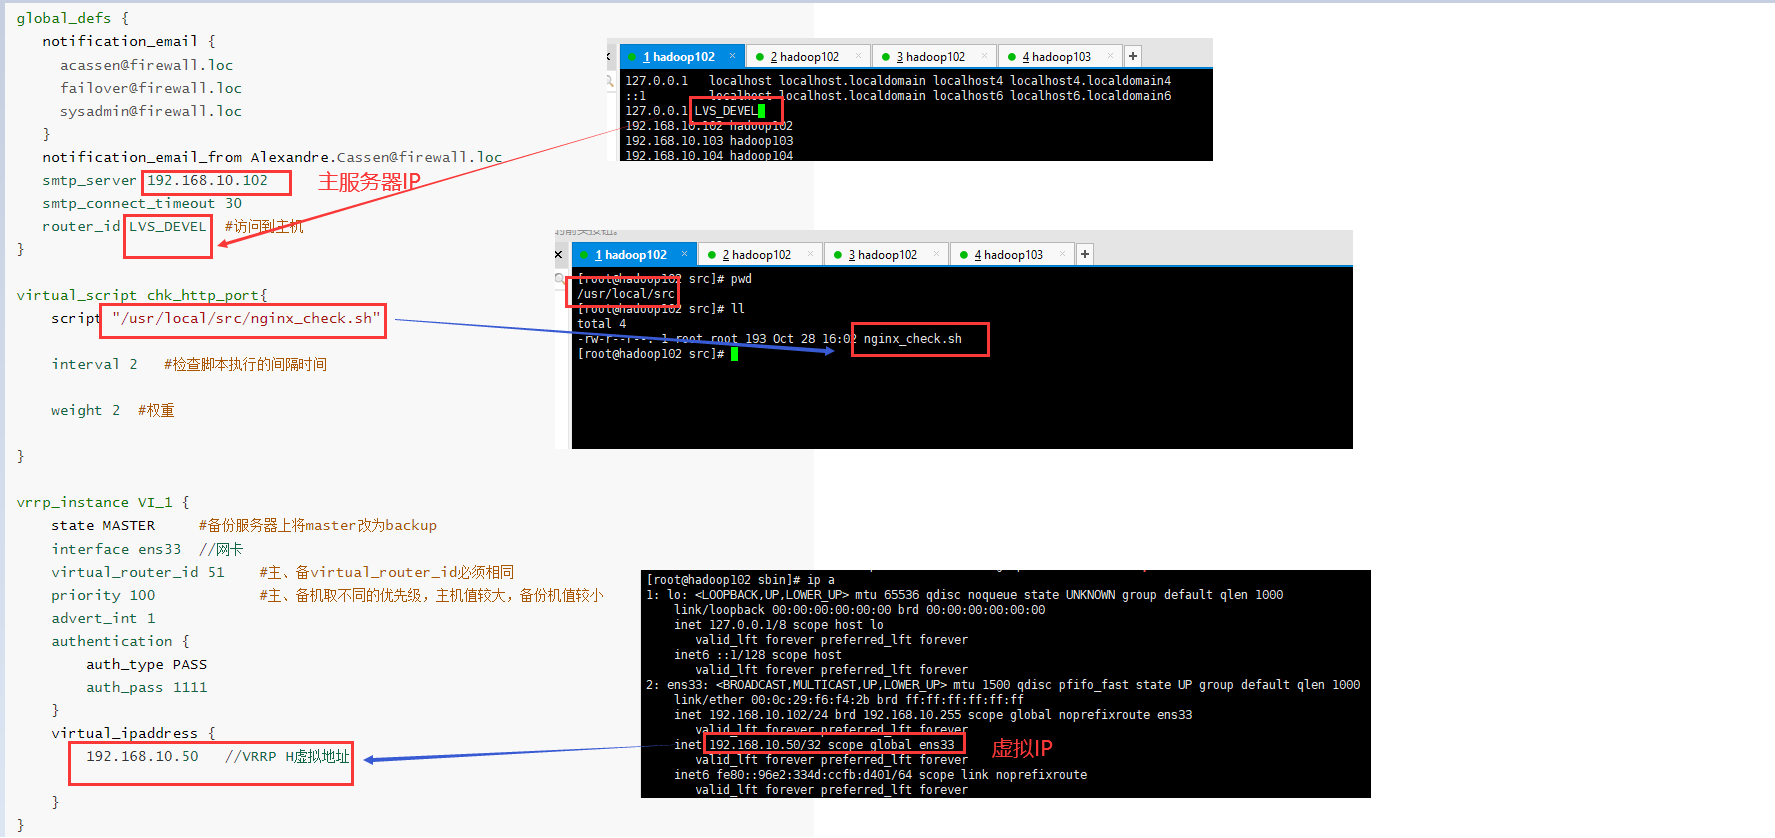 global_defs {
notification_email {
acassen@firewall.loc
failover@firewall.loc
sysadmin@firewall.loc
}
notification_email_from Alexandre.Cassen@firewall.loc
smtp_server 192.168.10.102
主服务器IP
smtp_connect_timeout 30
router_id LVS_DEVEL #访问到主机
}
virtual_script chk_http_port{
script "/usr/local/src/nginx_check.sh"
interval 2 #检查脚本执行的间隔时间
weight 2 #权重
}
vrrp_instance VI_1 {
state MASTER #备份服务器上将master改为backup
interface ens33 //网卡
virtual_router_id 51 #主、备virtual_router_id必须相同
priority 100 #主、备机取不同的优先级，主机值较大，备份机值较小
advert_int 1
authentication {
auth_type PASS
auth_pass 1111
}
virtual_ipaddress {
192.168.10.50 //VRRP H虚拟地址
}
}
1 hadoop102 × 2 hadoop102 × 3 hadoop102 × 4 hadoop103 × +
127.0.0.1 localhost localhost.localdomain localhost4 localhost4.localdomain4
::1 localhost localhost.localdomain localhost6 localhost6.localdomain6
127.0.0.1 LVS_DEVEL
192.168.10.102 hadoop102
192.168.10.103 hadoop103
192.168.10.104 hadoop104
1 hadoop102 × 2 hadoop102 × 3 hadoop102 × 4 hadoop103 × +
[root@hadoop102 src]# pwd
/usr/local/src
[root@hadoop102 src]# ll
total 4
-rw-r--r--. 1 root root 193 Oct 28 16:02 nginx_check.sh
[root@hadoop102 src]#
[root@hadoop102 sbin]# ip a
1: lo: <LOOPBACK,UP,LOWER_UP> mtu 65536 qdisc noqueue state UNKNOWN group default qlen 1000
link/loopback 00:00:00:00:00:00 brd 00:00:00:00:00:00
inet 127.0.0.1/8 scope host lo
valid_lft forever preferred_lft forever
inet6 ::1/128 scope host
valid_lft forever preferred_lft forever
2: ens33: <BROADCAST,MULTICAST,UP,LOWER_UP> mtu 1500 qdisc pfifo_fast state UP group default qlen 1000
link/ether 00:0c:29:f6:f4:2b brd ff:ff:ff:ff:ff:ff
inet 192.168.10.102/24 brd 192.168.10.255 scope global noprefixroute ens33
valid_lft forever preferred_lft forever
inet 192.168.10.50/32 scope global ens33
虚拟IP
valid_lft forever preferred_lft forever
inet6 fe80::96e2:334d:ccfb:d401/64 scope link noprefixroute
valid_lft forever preferred_lft forever